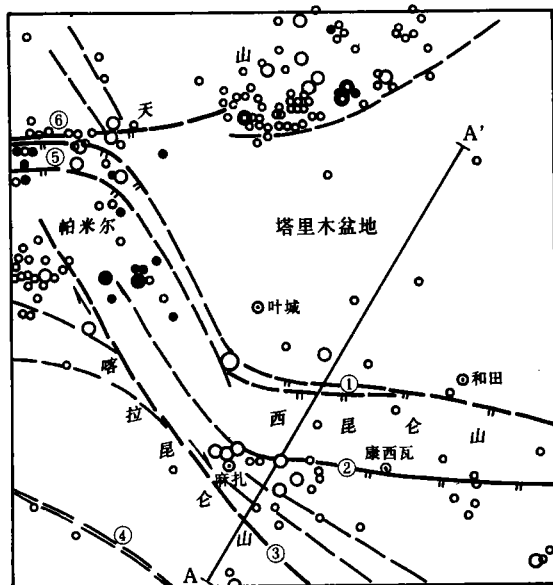 天 山
⑥
⑤
A'
帕米尔
塔里木盆地
叶城
①
和田
西昆仑山
康西瓦
②
麻扎
喀拉昆仑山
④
③
A